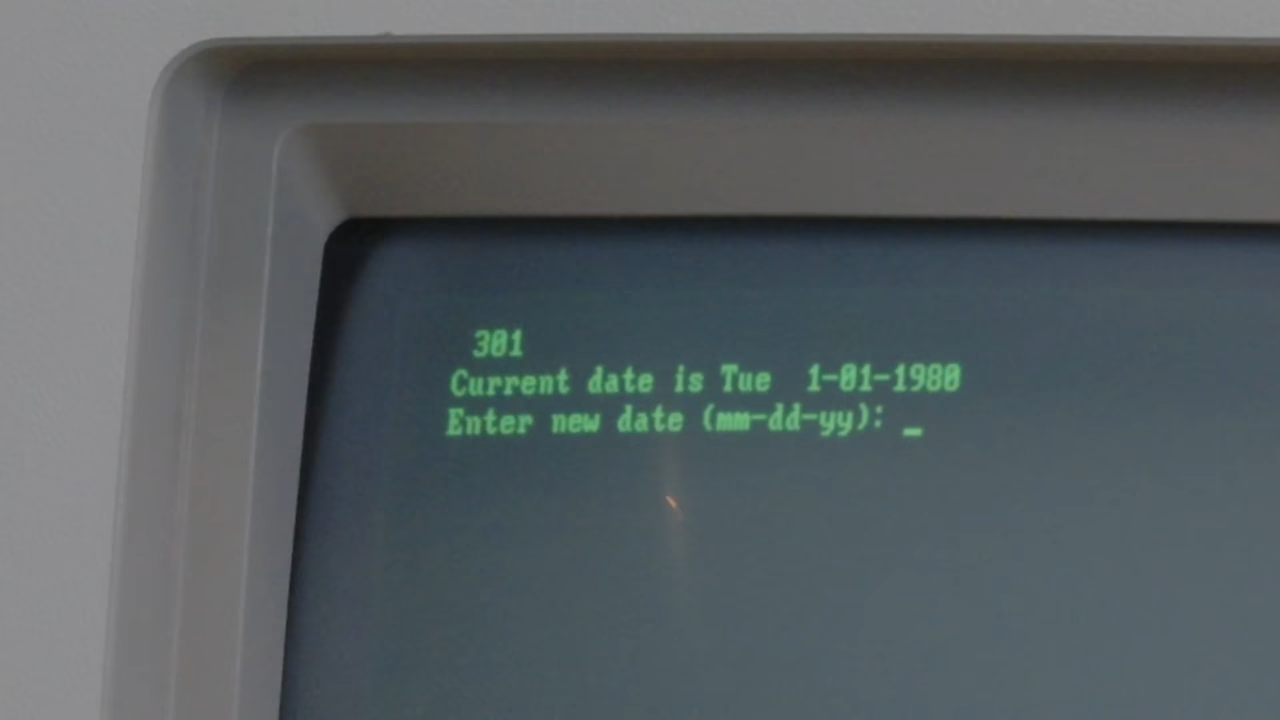 301
Current date is Tue  1-01-1980
Enter new date (mm-dd-yy): _